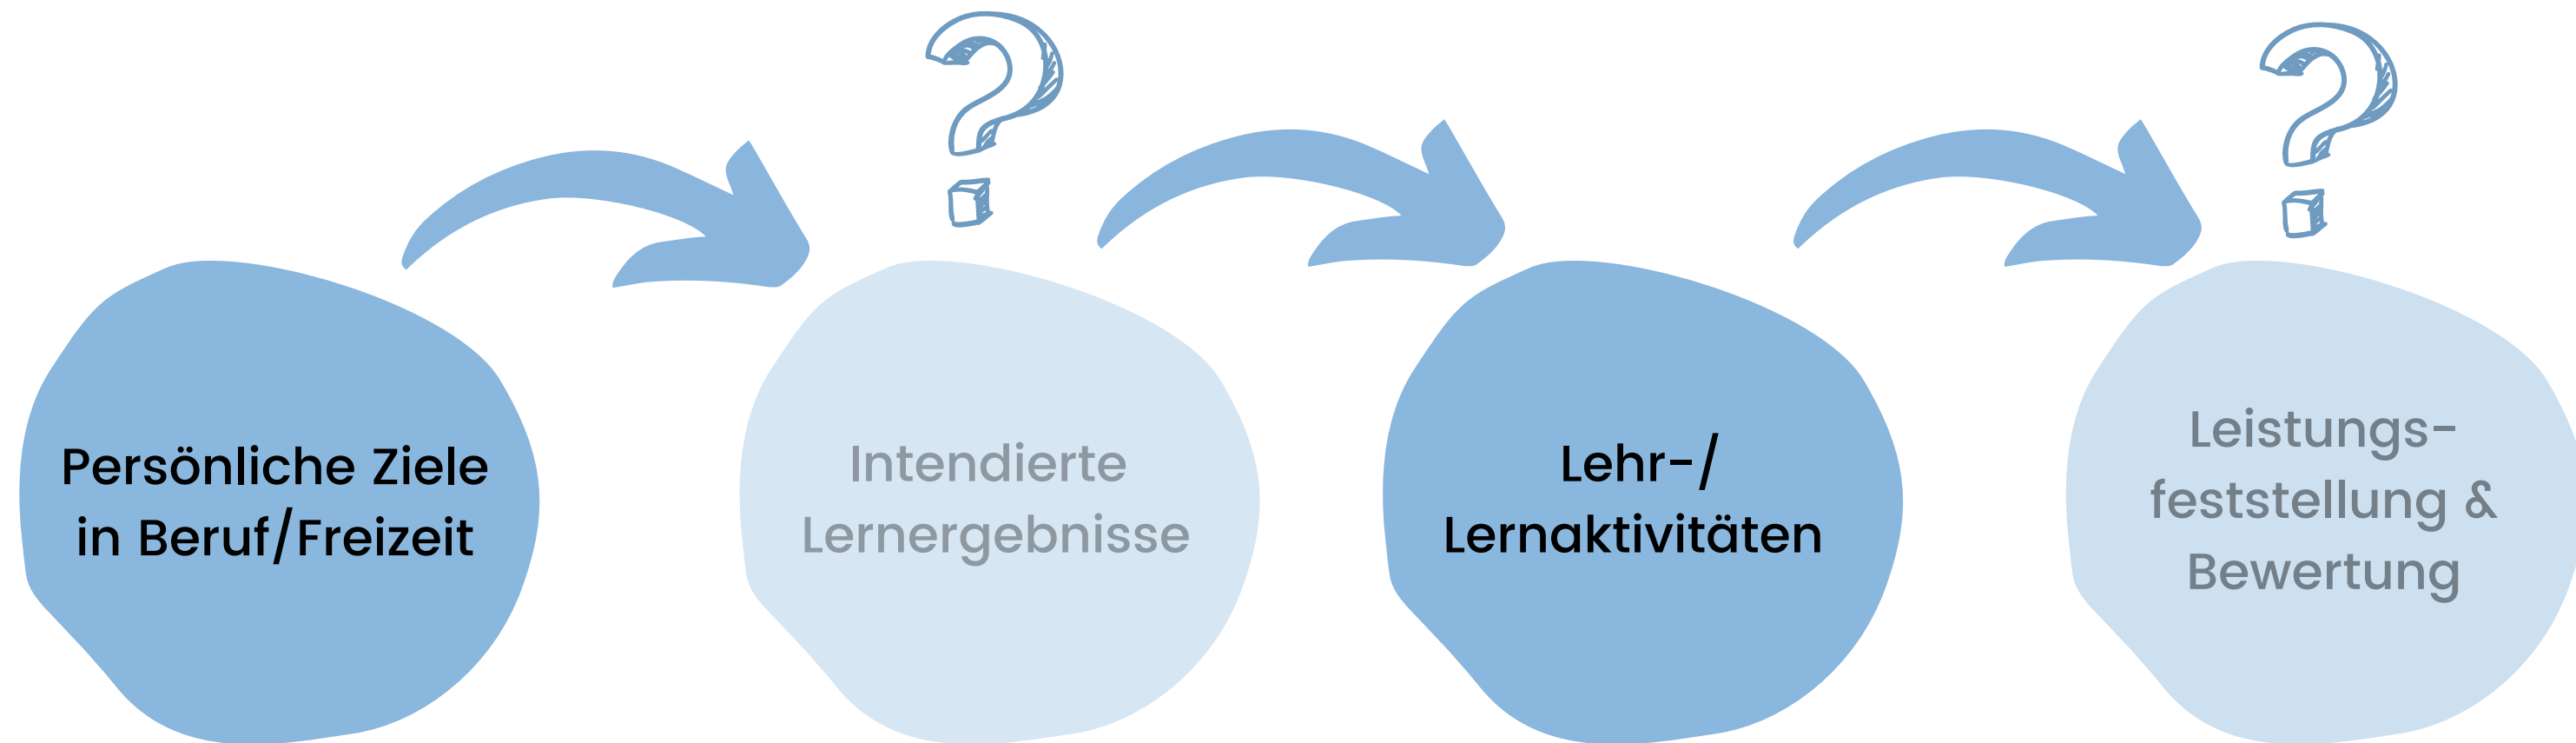 Persönliche Ziele
in Beruf/Freizeit
Intendierte
Lernergebnisse
Lehr-/
Lernaktivitäten
Leistungs-
feststellung &
Bewertung